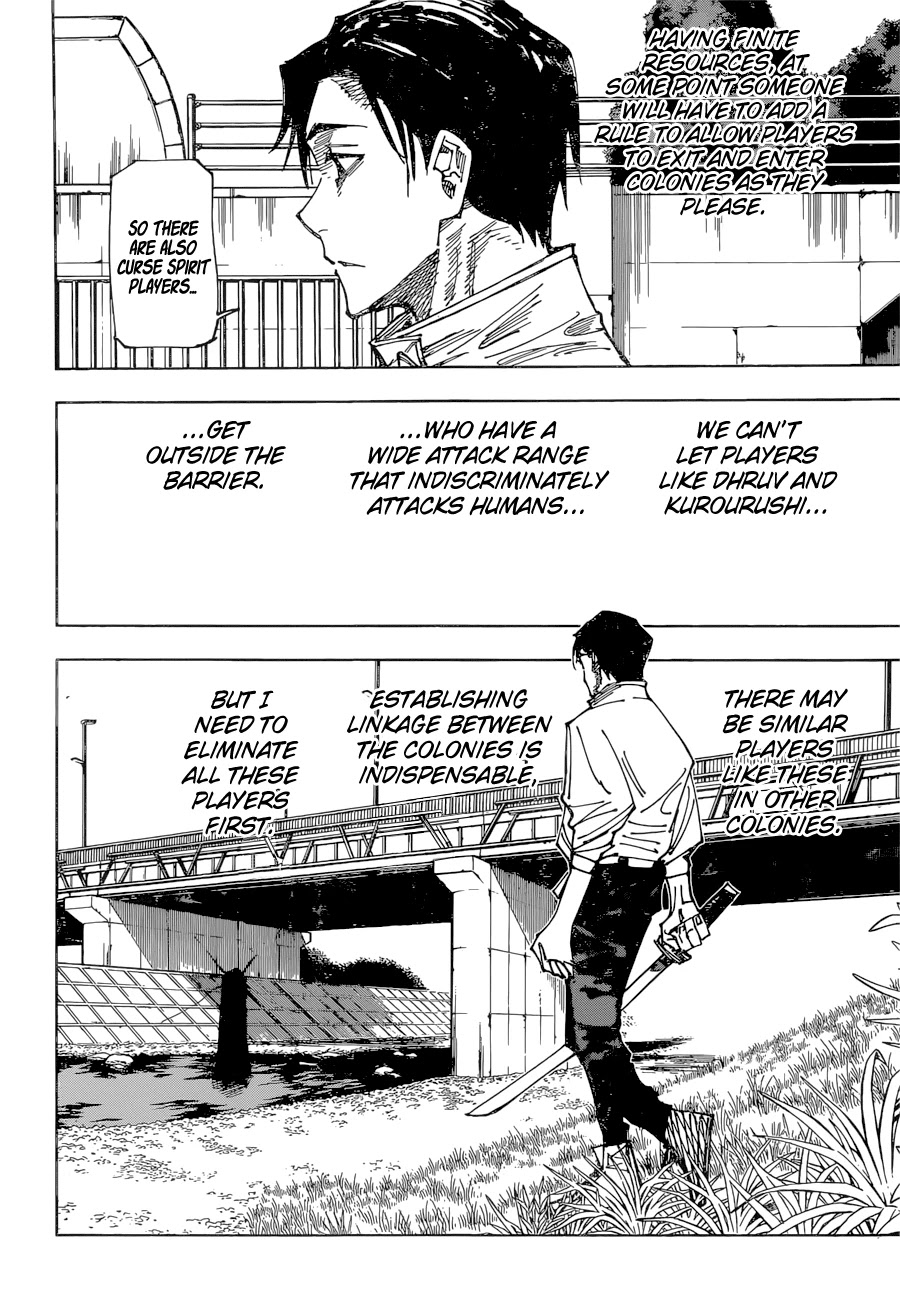 HAVING FINITE
RESOURCES, AT
SOME POINT SOMEONE
WILL HAVE TO ADD A
RULE TO ALLOW PLAYERS
TO EXIT AND ENTER
COLONIES AS THEY
PLEASE.
SO THERE
ARE ALSO
CURSE SPIRIT
PLAYERS...
WE CAN'T
LET PLAYERS
LIKE DHRUV AND
KUROURUSHI...
...WHO HAVE A
WIDE ATTACK RANGE
THAT INDISCRIMINATELY
ATTACKS HUMANS...
...GET
OUTSIDE THE
BARRIER.
THERE MAY
BE SIMILAR
PLAYERS
LIKE THESE
IN OTHER
COLONIES.
ESTABLISHING
LINKAGE BETWEEN
THE COLONIES IS
INDISPENSABLE,
BUT I
NEED TO
ELIMINATE
ALL THESE
PLAYERS
FIRST.